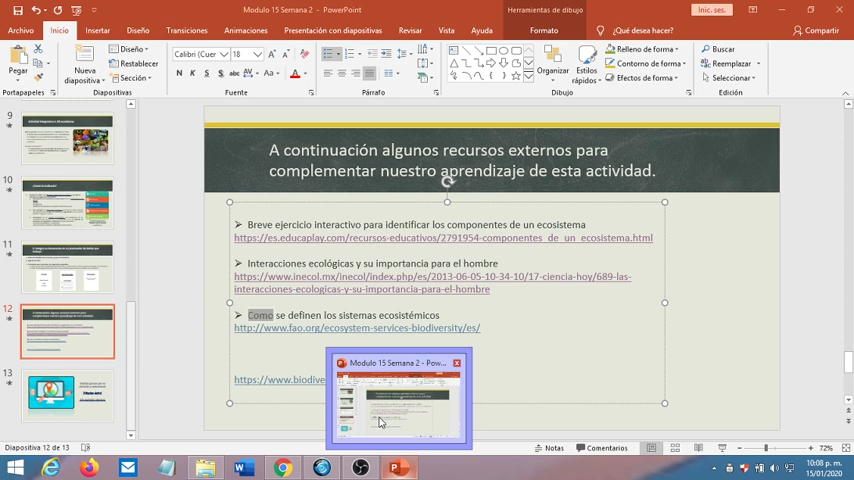 Modulo 15 Semana 2 - PowerPoint
Herramientas de dibujo
Inic. ses.
Archivo Inicio Insertar Diseño Transiciones Animaciones Presentación con diapositivas Revisar Vista Ayuda Formato ¿Qué desea hacer? Compartir
Pegar
Nueva
diapositiva
Diseño
Restablecer
Sección
Calibri (Cuer 18
N K S S abc AV Aa A
Organizar
Estilos
rápidos
Relleno de forma
Contorno de forma
Efectos de forma
Buscar
Reemplazar
Seleccionar
Portapapeles Diapositivas Fuente Párrafo Dibujo Edición
9
10
11
12
13
A continuación algunos recursos externos para
complementar nuestro aprendizaje de esta actividad.
Breve ejercicio interactivo para identificar los componentes de un ecosistema
https://es.educaplay.com/recursos-educativos/2791954-componentes_de_un_ecosistema.html
Interacciones ecológicas y su importancia para el hombre
https://www.inecol.mx/inecol/index.php/es/2013-06-05-10-34-10/17-ciencia-hoy/689-las-
interacciones-ecologicas-y-su-importancia-para-el-hombre
Como se definen los sistemas ecosistémicos
http://www.fao.org/ecosystem-services-biodiversity/es/
https://www.biodive
Modulo 15 Semana 2 - Pow...
Diapositiva 12 de 13
Notas Comentarios
72%
10:08 p. m.
15/01/2020